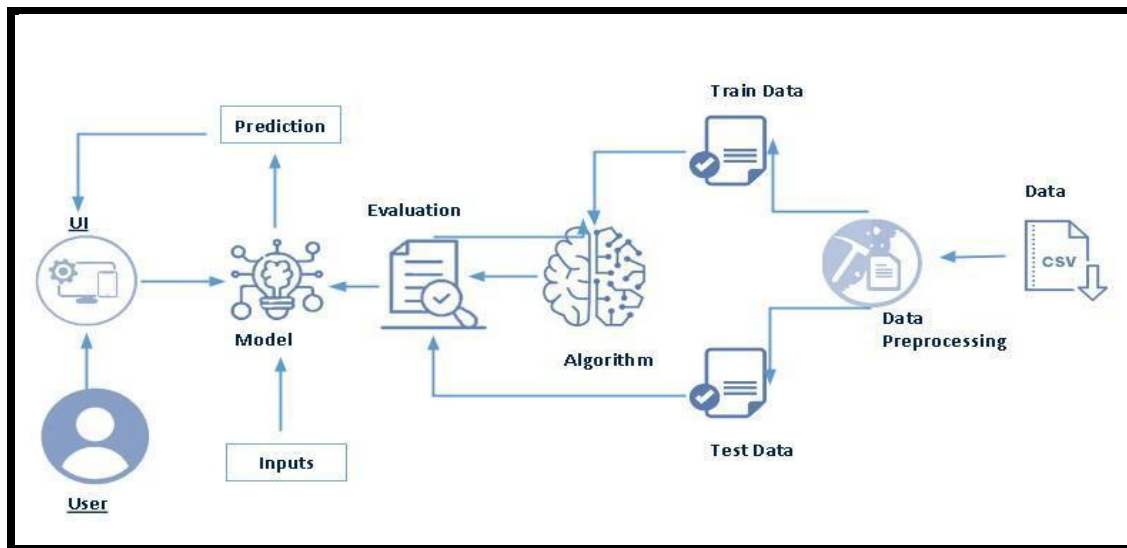 Train Data
Prediction
Data
UI
Evaluation
CSV
Model
Data
Preprocessing
Algorithm
Inputs
Test Data
User